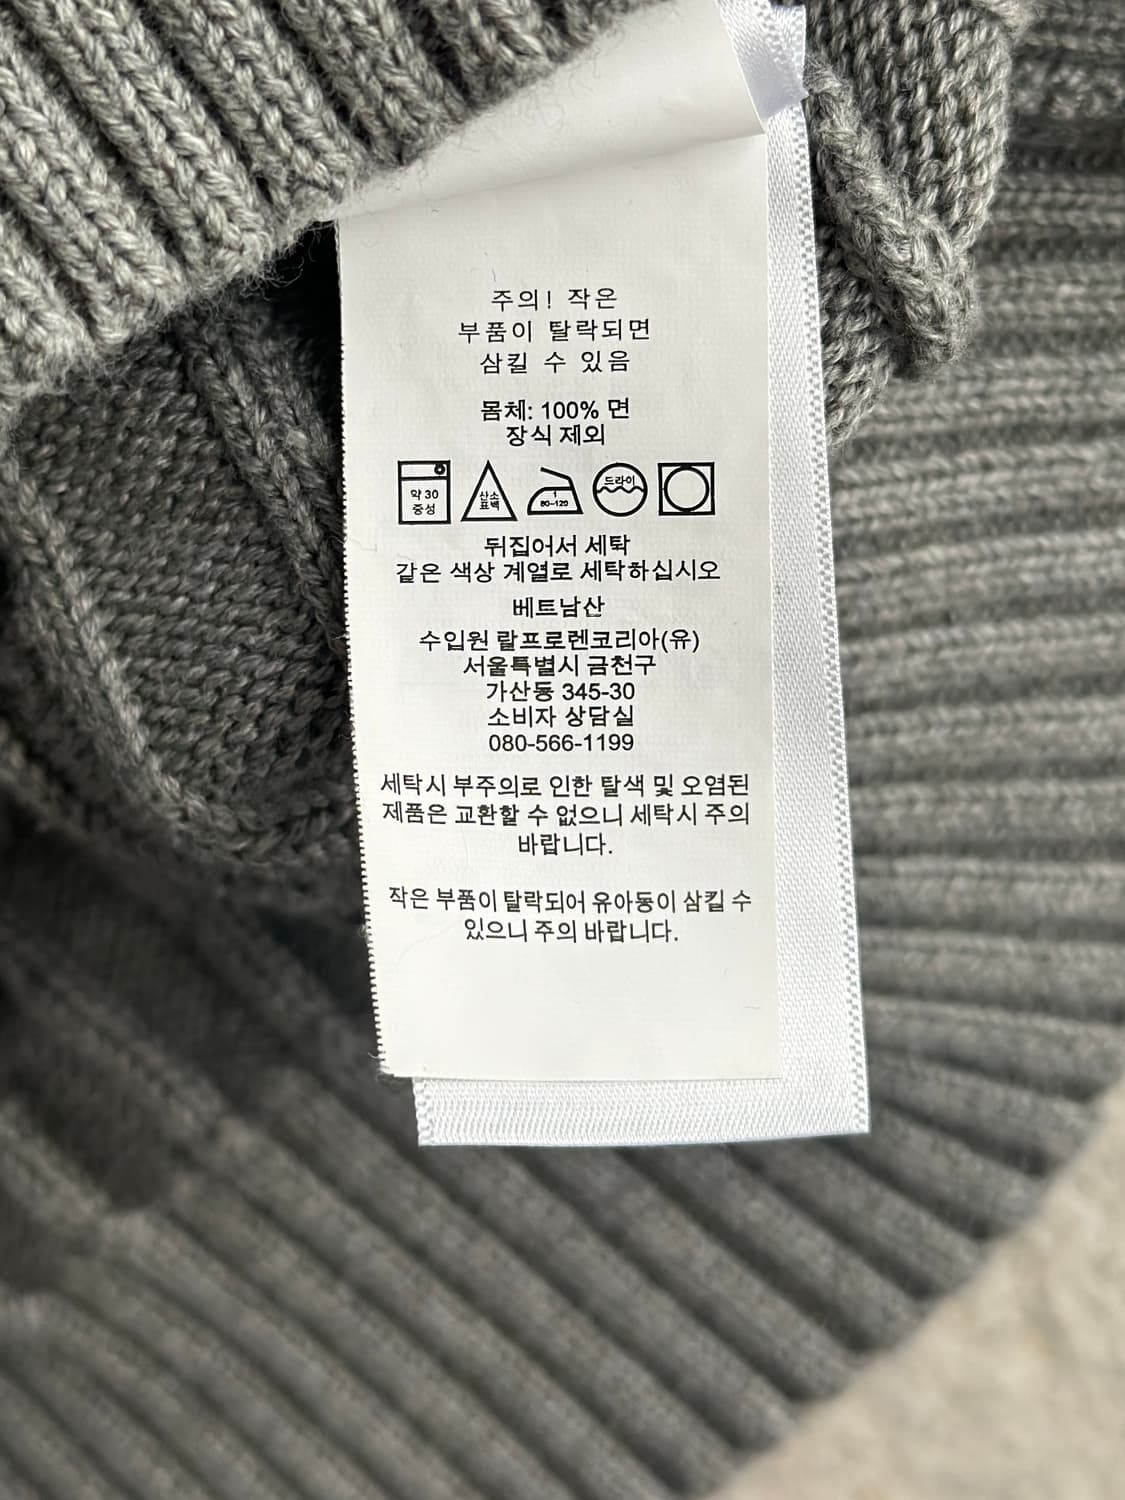 주의! 작은
부품이 탈락되면
삼킬 수 있음
몸체: 100% 면
장식 제외
약 30
중성
산소
표백
1
80~120
드라이
뒤집어서 세탁
같은 색상 계열로 세탁하십시오
베트남산
수입원 랄프로렌코리아(유)
서울특별시 금천구
가산동 345-30
소비자 상담실
080-566-1199
세탁시 부주의로 인한 탈색 및 오염된
제품은 교환할 수 없으니 세탁시 주의
바랍니다.
작은 부품이 탈락되어 유아동이 삼킬 수
있으니 주의 바랍니다.